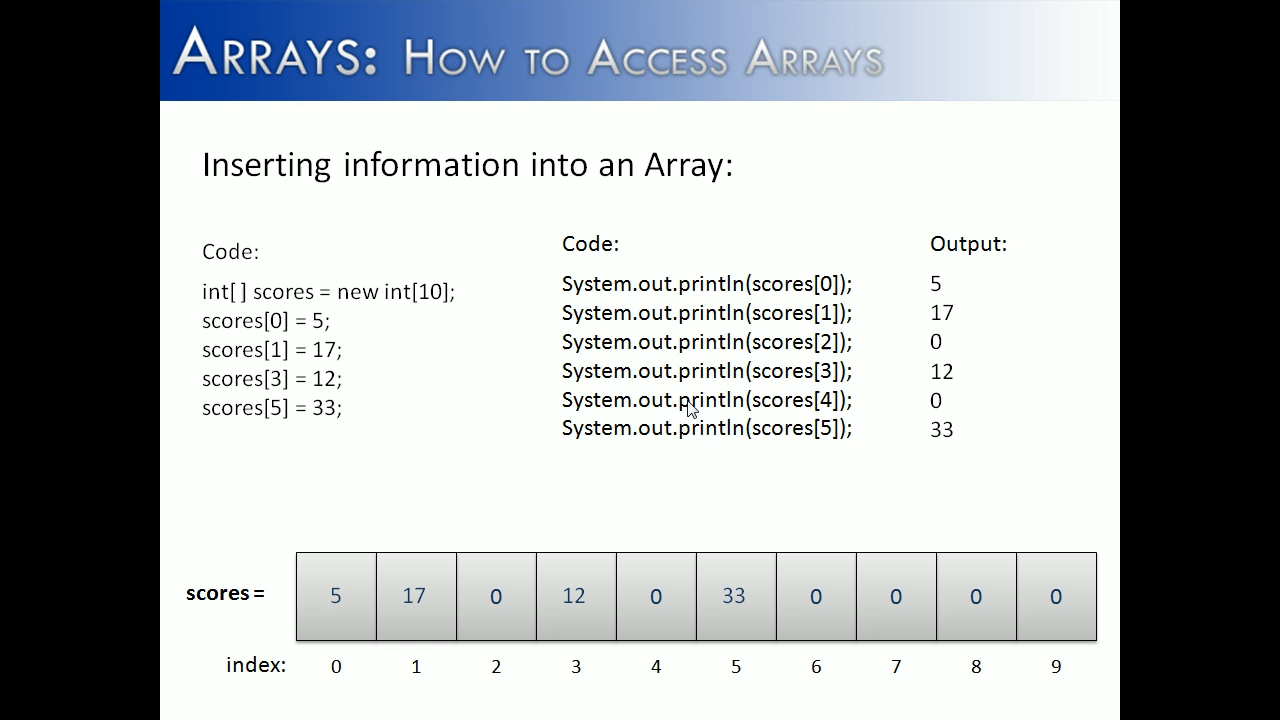 ARRAYS: HOW TO ACCESS ARRAYS
Inserting information into an Array:
Code:
int[ ] scores = new int[10];
scores[0] = 5;
scores[1] = 17;
scores[3] = 12;
scores[5] = 33;
Code:
System.out.println(scores[0]);
System.out.println(scores[1]);
System.out.println(scores[2]);
System.out.println(scores[3]);
System.out.println(scores[4]);
System.out.println(scores[5]);
Output:
5
17
0
12
0
33
scores = 5 17 0 12 0 33 0 0 0 0
index: 0 1 2 3 4 5 6 7 8 9